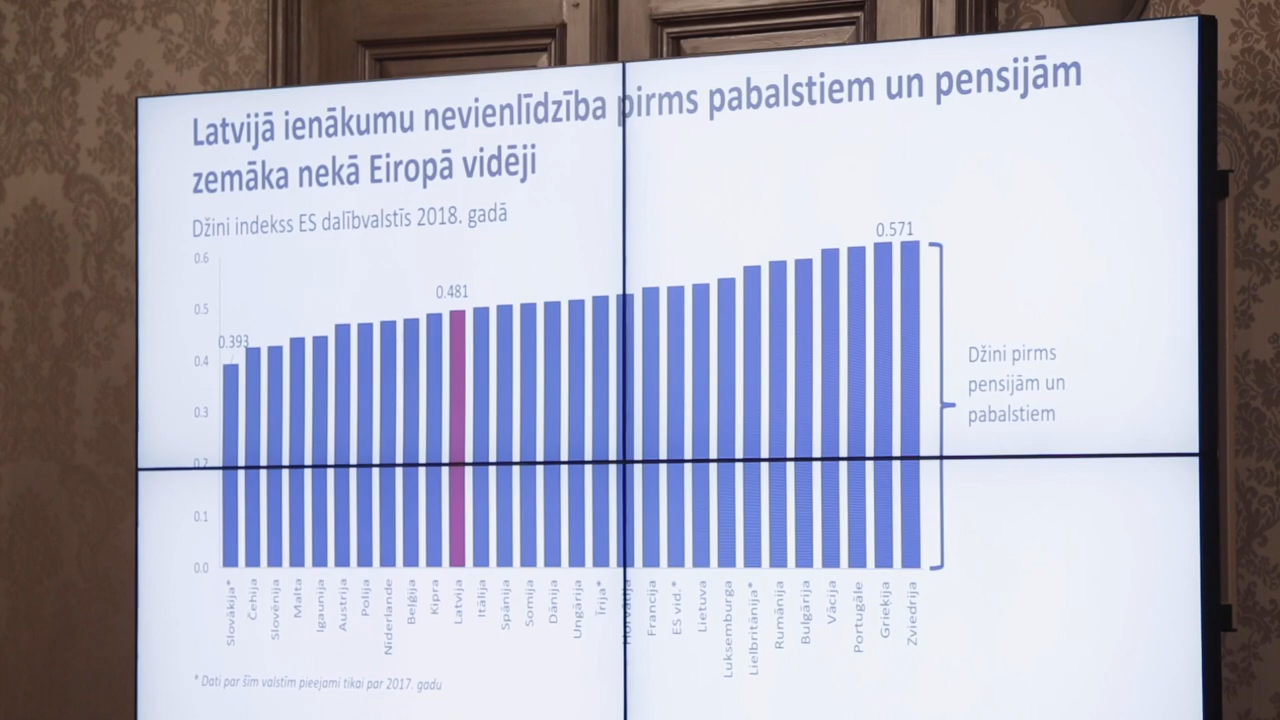 Latvijā ienākumu nevienlīdzība pirms pabalstiem un pensijām
zemāka nekā Eiropā vidēji
Džini indekss ES dalībvalstīs 2018. gadā
0.6
0.5
0.4
0.3
0.2
0.1
0.0
0.393
0.481
0.571
Džini pirms
pensijām un
pabalstiem
Slovākija*
Čehija
Slovēnija
Malta
Igaunija
Austrija
Polija
Nīderlande
Beļģija
Kipra
Latvija
Itālija
Spānija
Somija
Dānija
Ungārija
Īrija*
Horvātija
Francija
ES vid.*
Lietuva
Luksemburga
Lielbritānija*
Rumānija
Bulgārija
Vācija
Portugāle
Grieķija
Zviedrija
* Dati par šīm valstīm pieejami tikai par 2017. gadu